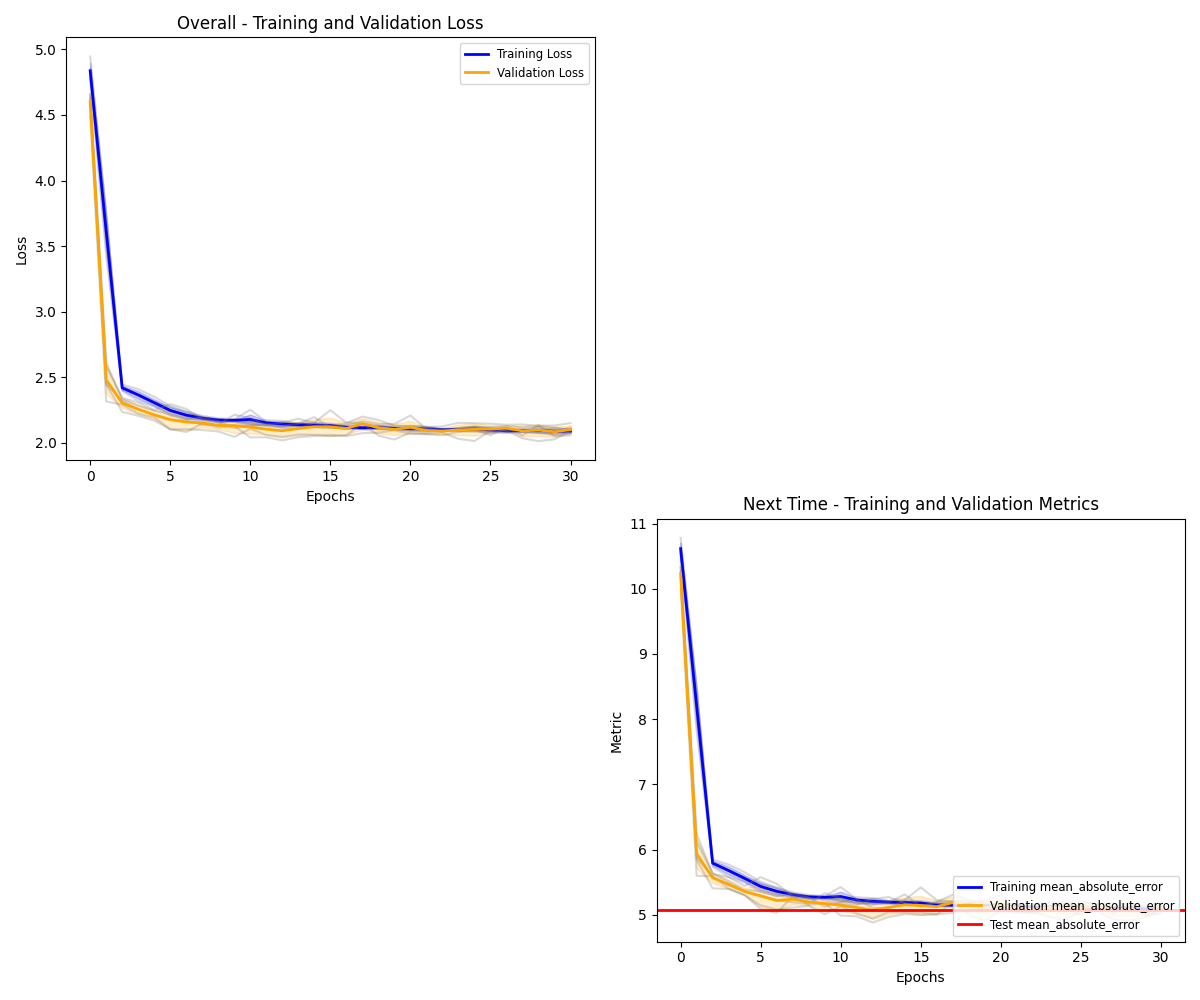 Overall - Training and Validation Loss
5.0
4.5
4.0
3.5
3.0
2.5
2.0
Loss
Training Loss
Validation Loss
0 5 10 15 20 25 30
Epochs
Next Time - Training and Validation Metrics
11
10
9
8
7
6
5
Metric
Training mean_absolute_error
Validation mean_absolute_error
Test mean_absolute_error
0 5 10 15 20 25 30
Epochs